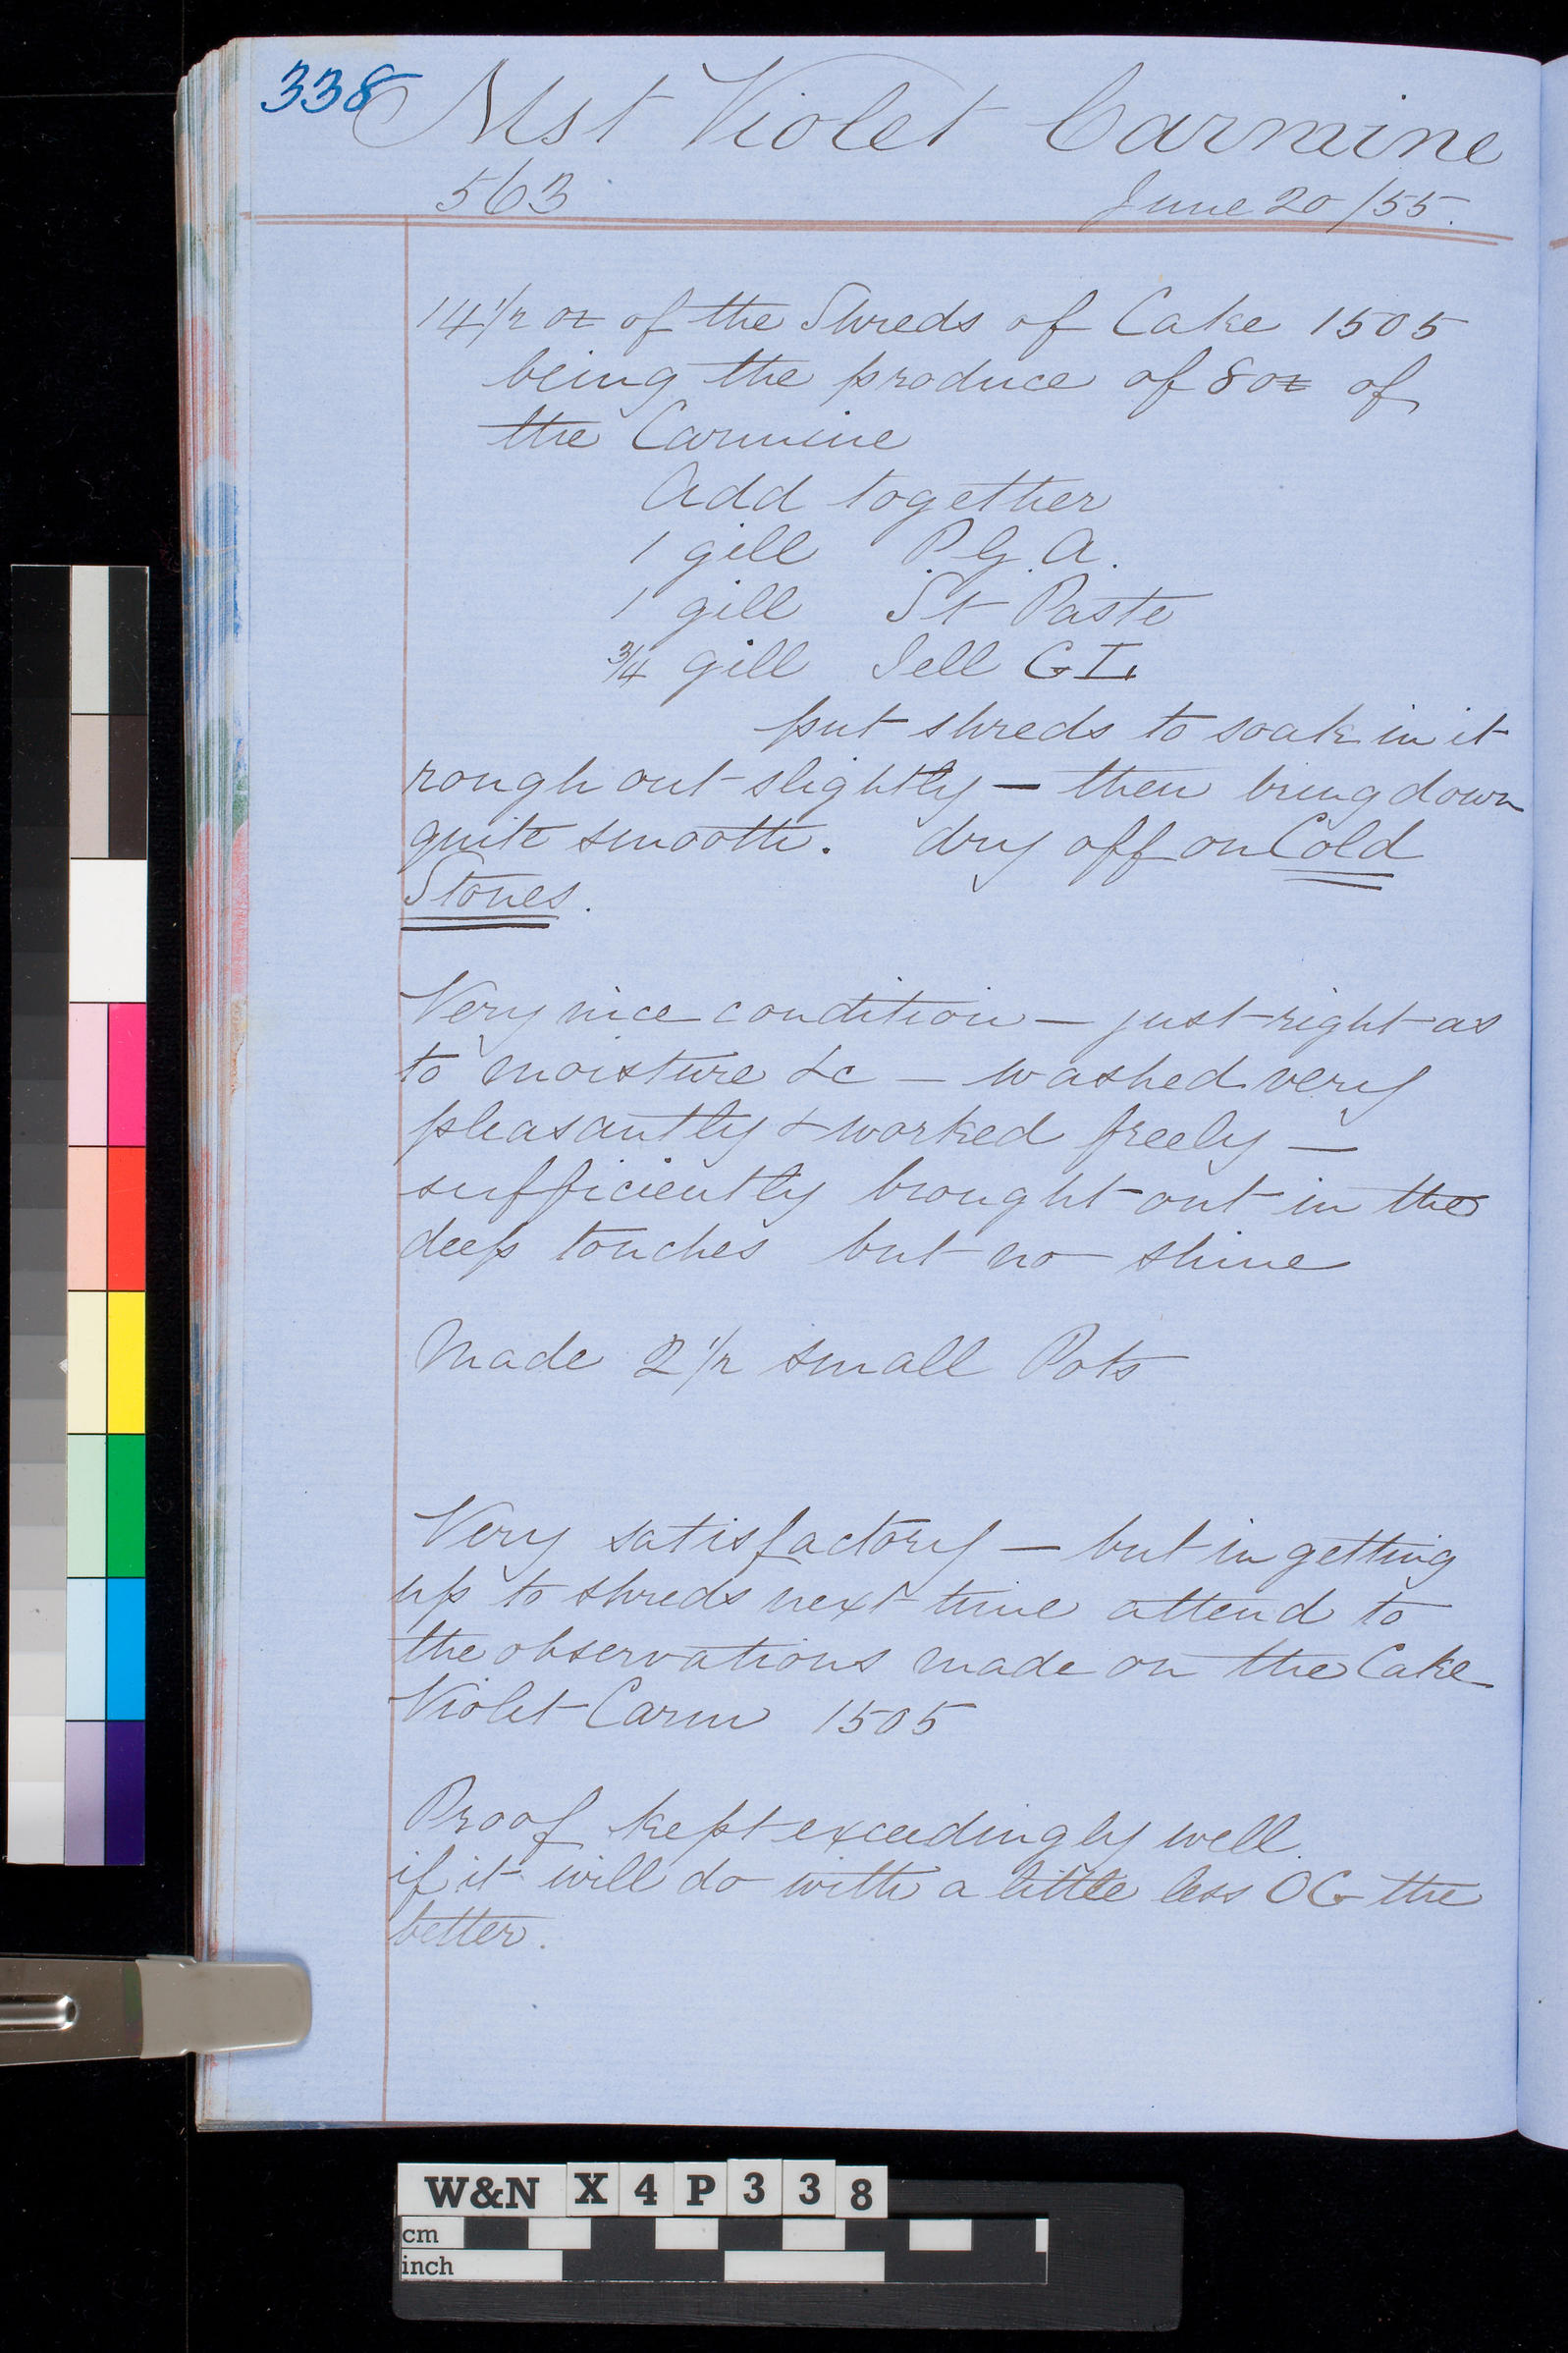 338 Mst Violet Carmine
563 June 20/55.
14 1/2 oz of the Shreds of Cake 1505
being the produce of 8 oz of
the Carmine
Add together
1 gill P.G.A.
1 gill St Paste
3/4 gill Jell GI.
put shreds to soak in it
rough out slightly — then bring down
quite smooth. dry off on Cold
Stones.
Very nice condition — just right as
to moisture &c — washed very
pleasantly & worked freely —
sufficiently brought out in the
deep touches but no shine
Made 2 1/2 small Pots
Very satisfactory — but in getting
up to shreds next time attend to
the observations made on the Cake
Violet Carm 1505
Proof kept exceedingly well.
if it will do with a little less OG the
better.
W&N X4P338
cm
inch